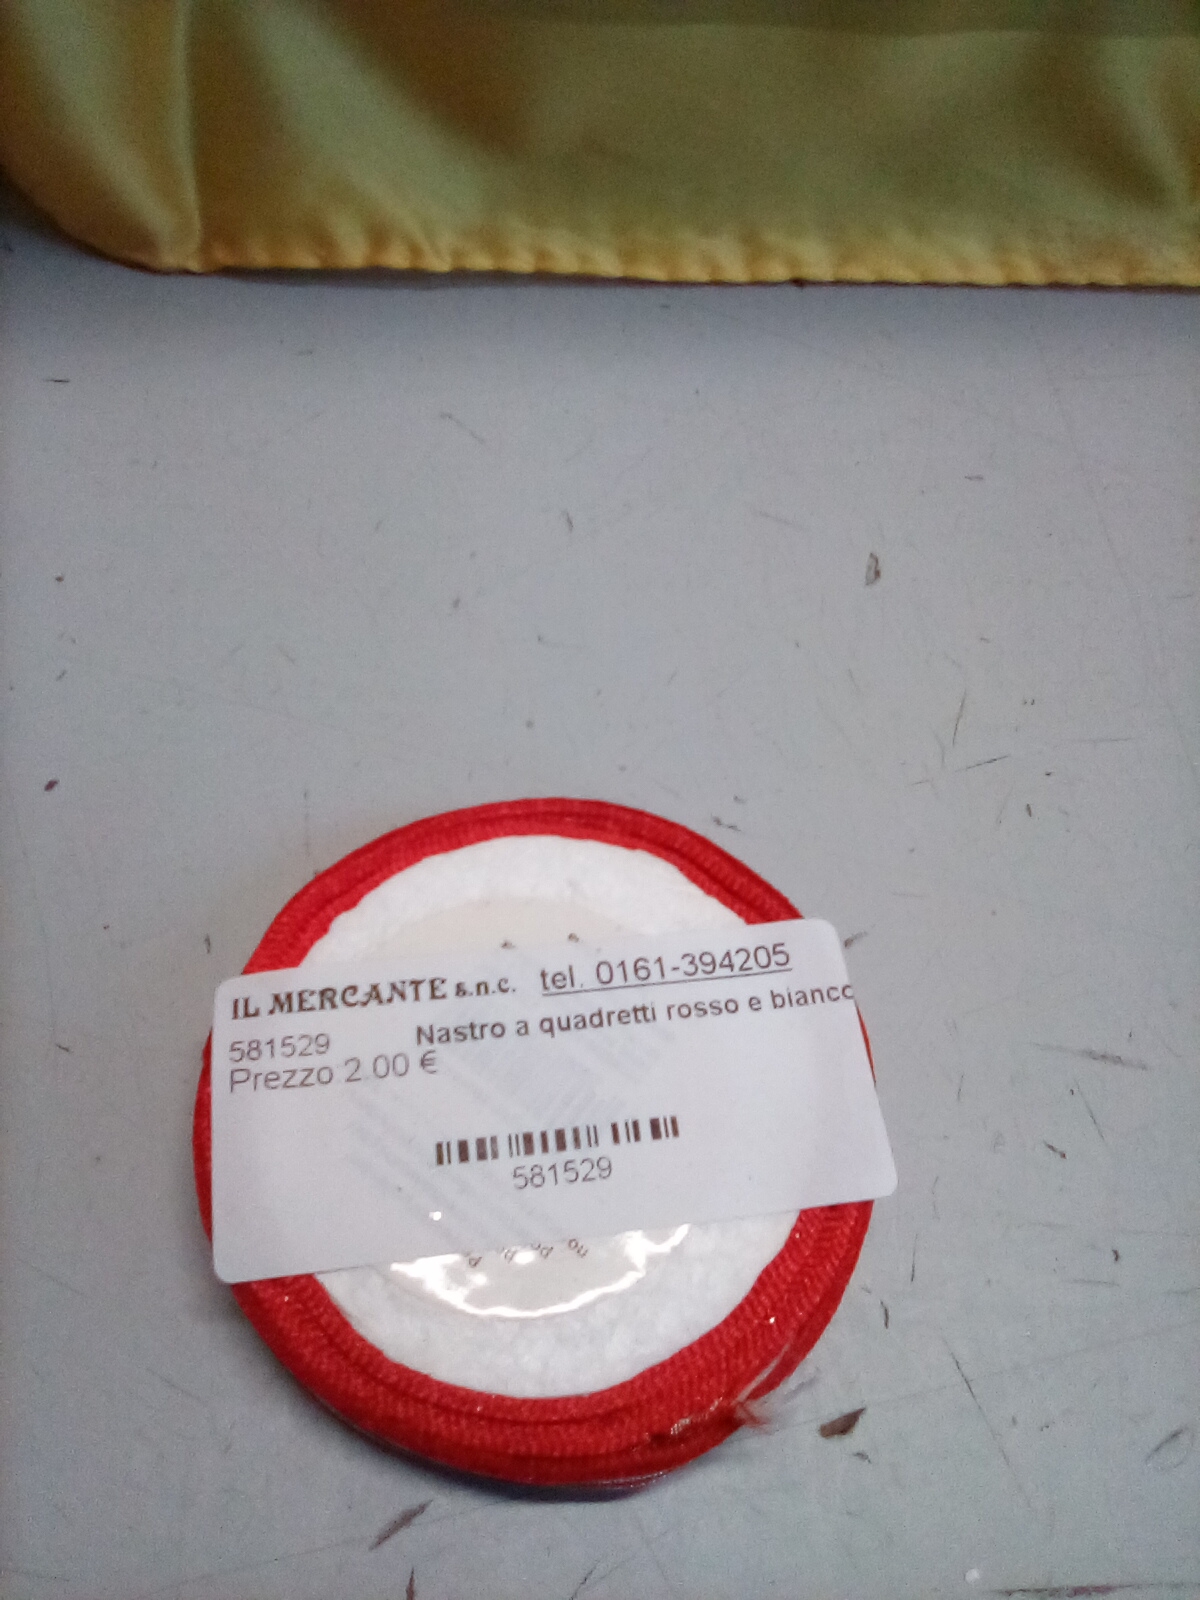 IL MERCANTE s.n.c. tel. 0161-394205
581529 Nastro a quadretti rosso e bianco
Prezzo 2.00 €
581529